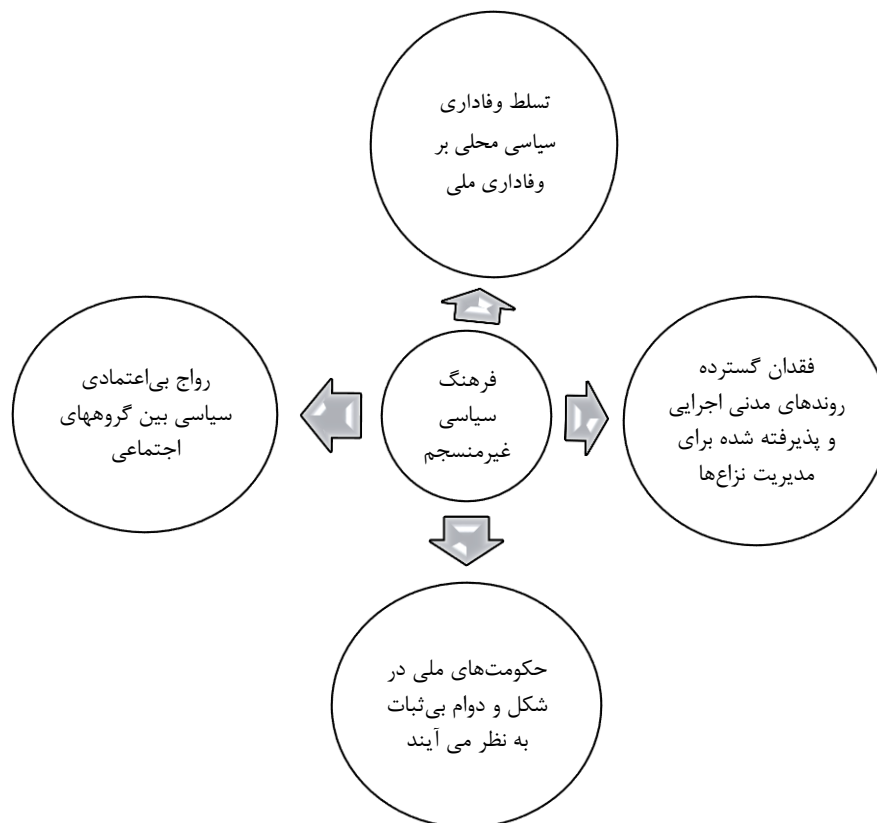 تسلط وفاداری
سیاسی محلی بر
وفاداری ملی
فقدان گسترده
روندهای مدنی اجرایی
و پذیرفته شده برای
مدیریت نزاع‌ها
فرهنگ
سیاسی
غیرمنسجم
رواج بی‌اعتمادی
سیاسی بین گروههای
اجتماعی
حکومت‌های ملی در
شکل و دوام بی‌ثبات
به نظر می آیند